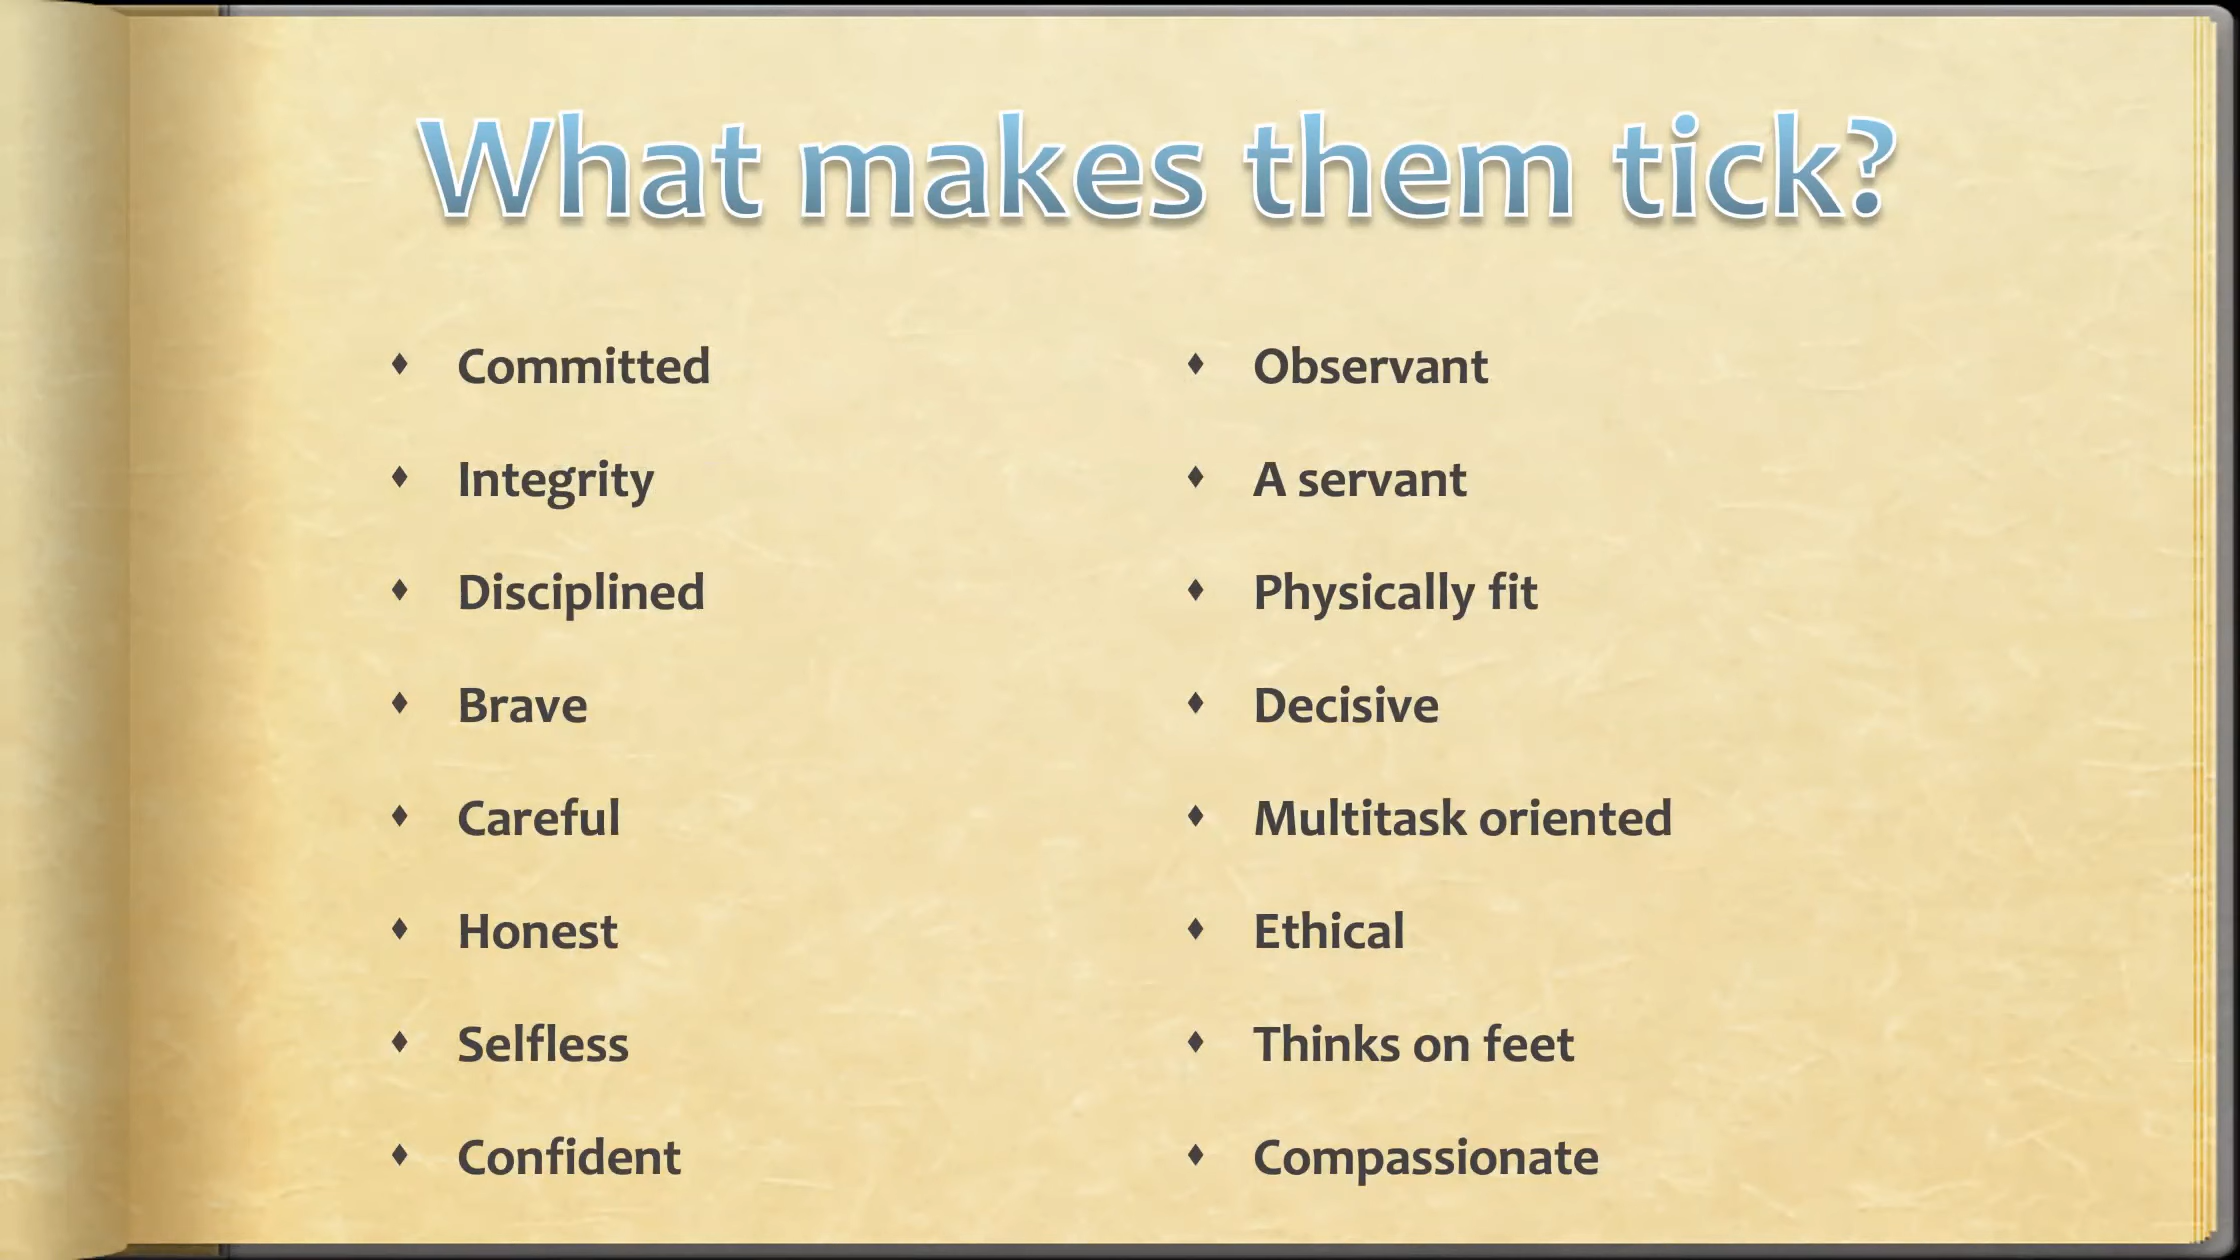 What makes them tick?
♦ Committed
♦ Integrity
♦ Disciplined
♦ Brave
♦ Careful
♦ Honest
♦ Selfless
♦ Confident
♦ Observant
♦ A servant
♦ Physically fit
♦ Decisive
♦ Multitask oriented
♦ Ethical
♦ Thinks on feet
♦ Compassionate